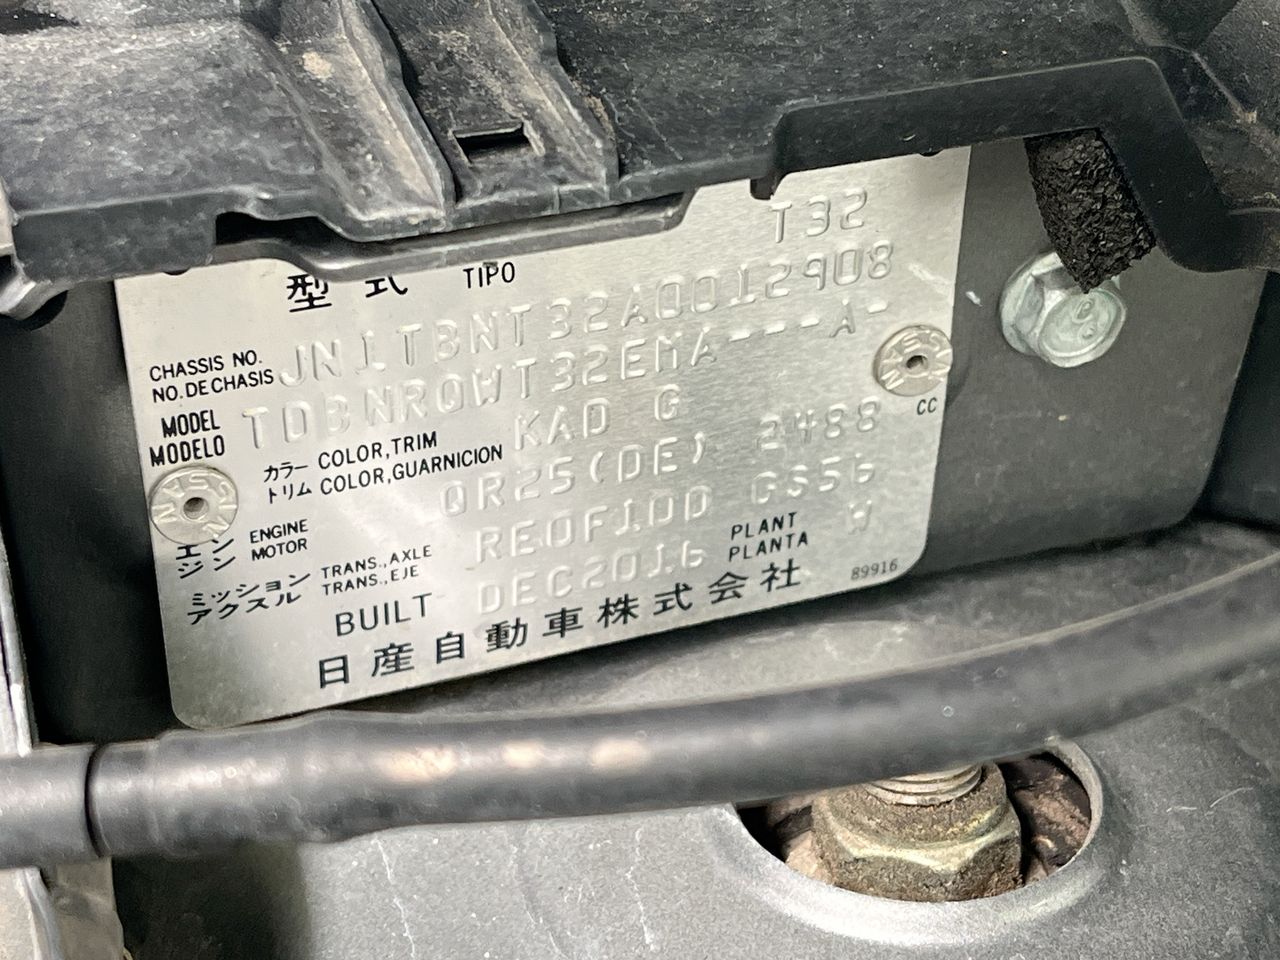 型式 TIPO T32
CHASSIS NO. NO.DE CHASIS JN1TBNT32A0012908
MODEL MODELO TDBNRQWT32EMA---A-
カラー COLOR,TRIM KAD G
トリム COLOR,GUARNICION
エンジン ENGINE MOTOR QR25(DE) 2488 CC
ミッション アクスル TRANS.,AXLE TRANS.,EJE RE0F10D GS56
BUILT DEC2016 PLANT PLANTA W
日産自動車株式会社 89916
NISSAN
NISSAN